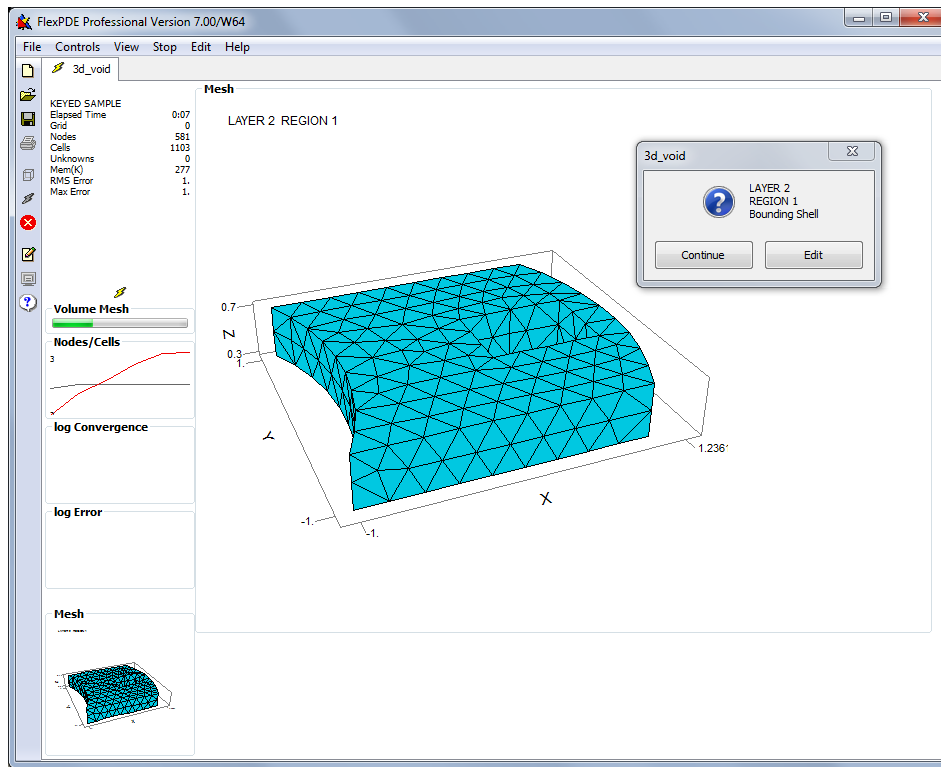 FlexPDE Professional Version 7.00/W64
File Controls View Stop Edit Help
3d_void
KEYED SAMPLE
Elapsed Time 0:07
Grid 0
Nodes 581
Cells 1103
Unknowns 0
Mem(K) 277
RMS Error 1.
Max Error 1.
Volume Mesh
Nodes/Cells
3
log Convergence
log Error
Mesh
Mesh
LAYER 2 REGION 1
0.7
Z
0.3
1.
Y
-1.
-1.
X
1.236
3d_void
LAYER 2
REGION 1
Bounding Shell
Continue Edit